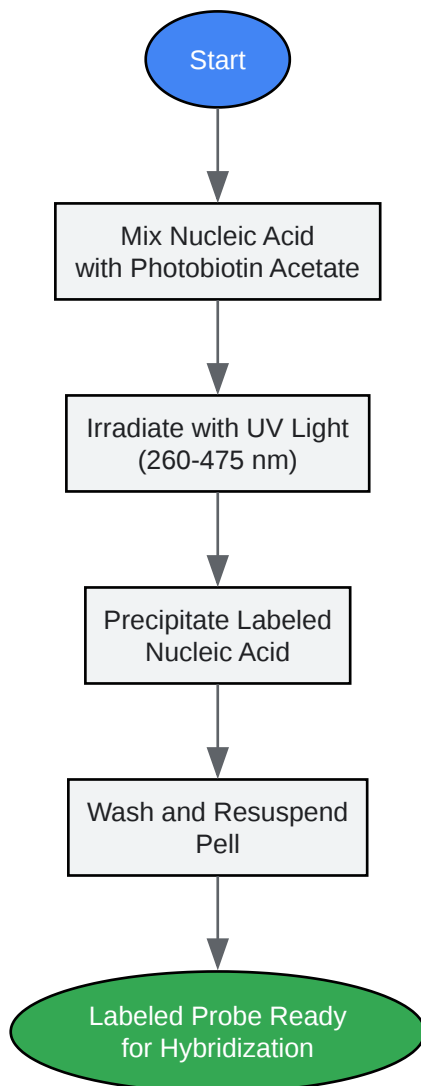 Start
Mix Nucleic Acid
with Photobiotin Acetate
Irradiate with UV Light
(260-475 nm)
Precipitate Labeled
Nucleic Acid
Wash and Resuspend
Pell
Labeled Probe Ready
for Hybridization